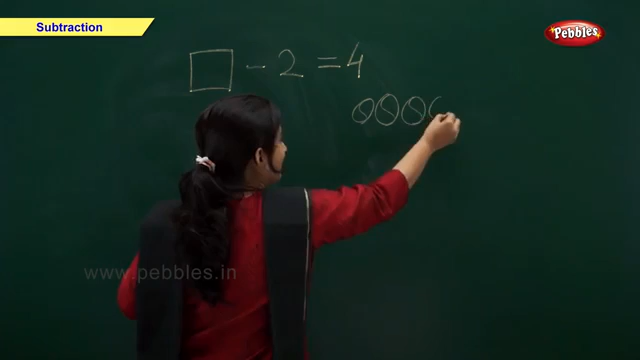 Subtraction
Pebbles
□ - 2 = 4
www.pebbles.in